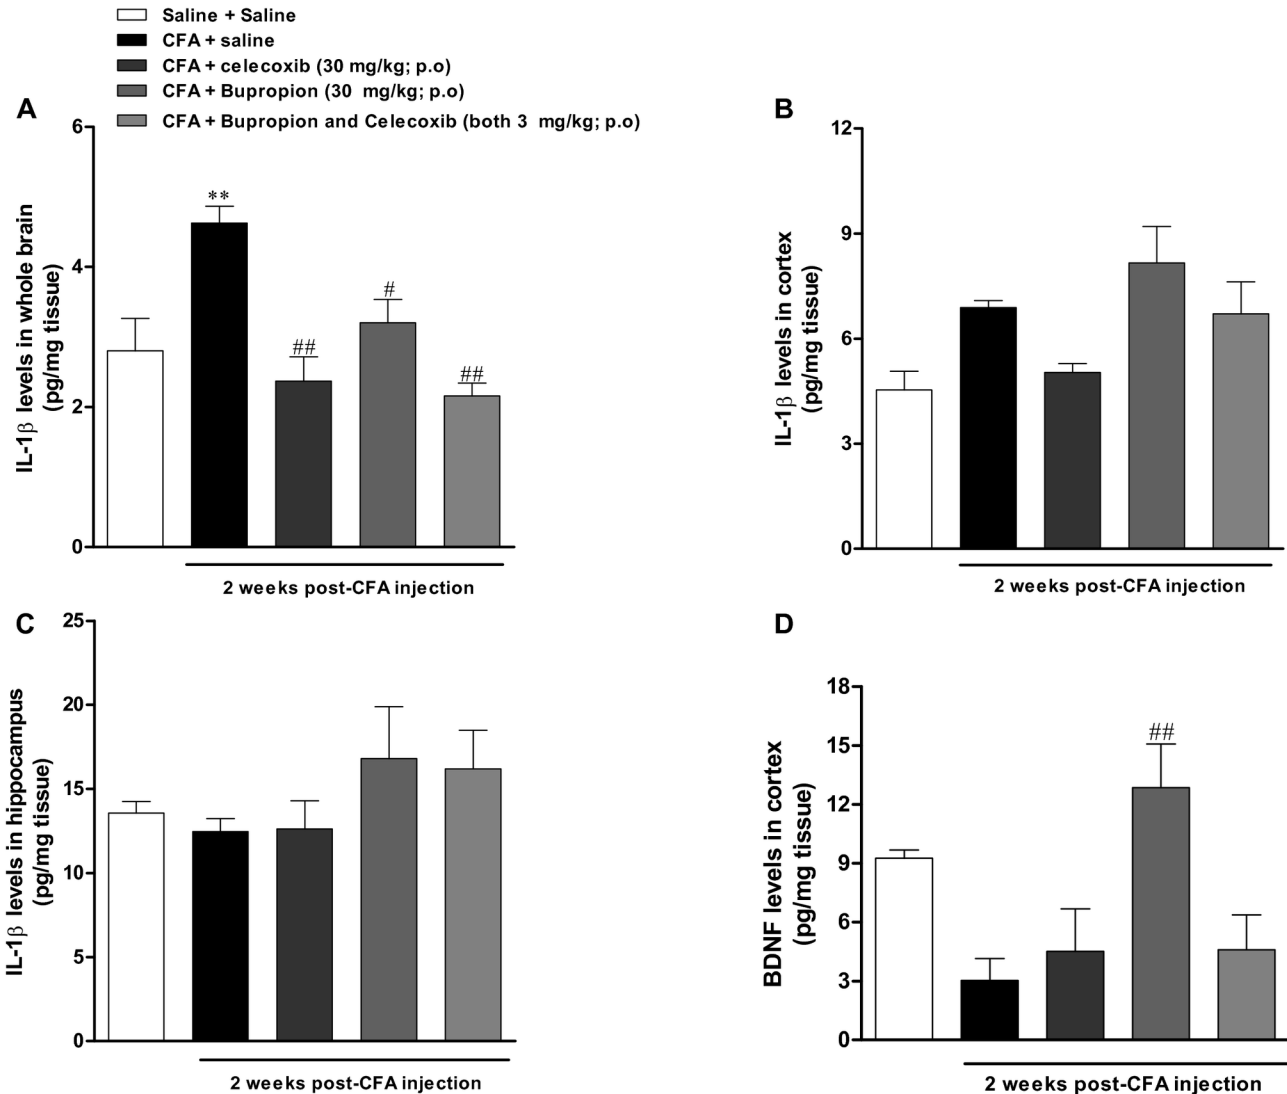 Saline + Saline
CFA + saline
CFA + celecoxib (30 mg/kg; p.o)
CFA + Bupropion (30 mg/kg; p.o)
CFA + Bupropion and Celecoxib (both 3 mg/kg; p.o)
A
IL-1β levels in whole brain
(pg/mg tissue)
6
4
2
0
**
##
#
##
2 weeks post-CFA injection
B
IL-1β levels in cortex
(pg/mg tissue)
12
9
6
3
0
2 weeks post-CFA injection
C
IL-1β levels in hippocampus
(pg/mg tissue)
25
20
15
10
5
0
2 weeks post-CFA injection
D
BDNF levels in cortex
(pg/mg tissue)
18
15
12
9
6
3
0
##
2 weeks post-CFA injection